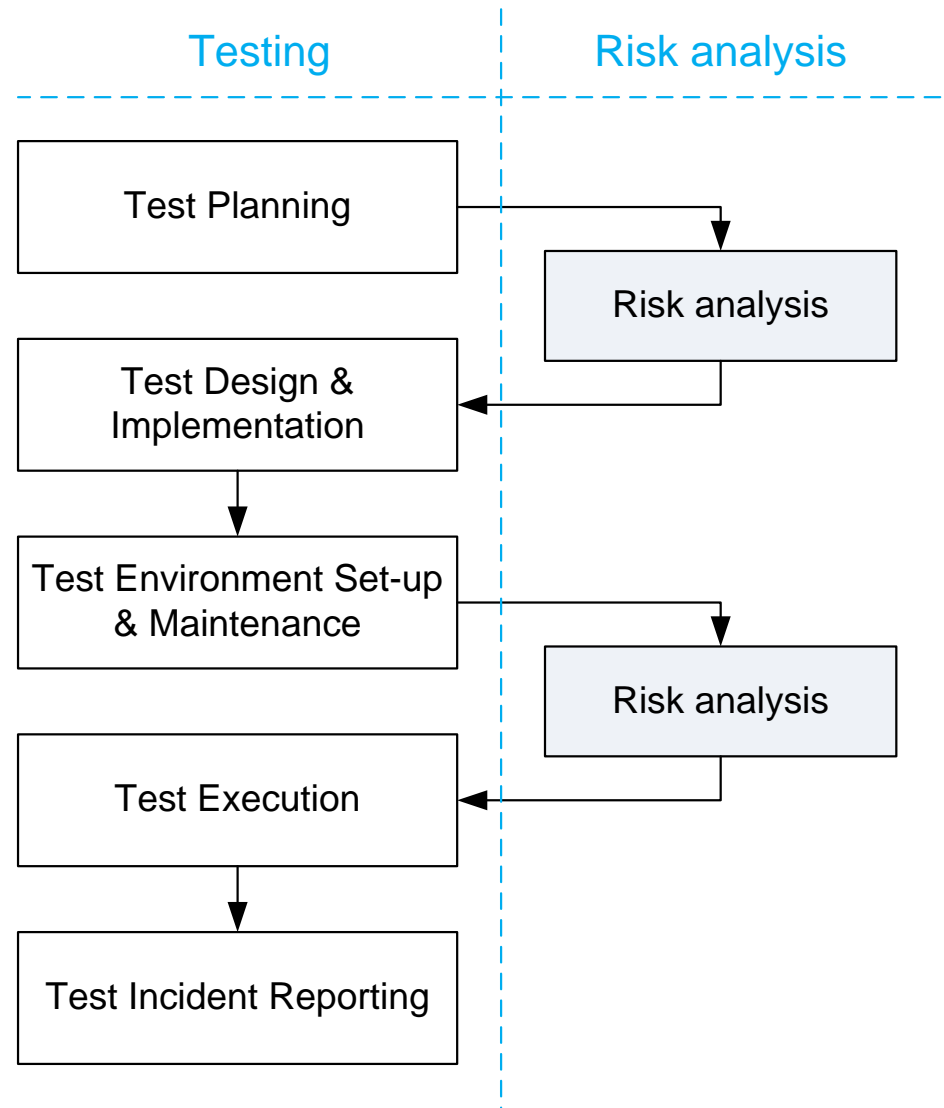 Testing
Risk analysis
Test Planning
Risk analysis
Test Design &
Implementation
Test Environment Set-up
& Maintenance
Risk analysis
Test Execution
Test Incident Reporting